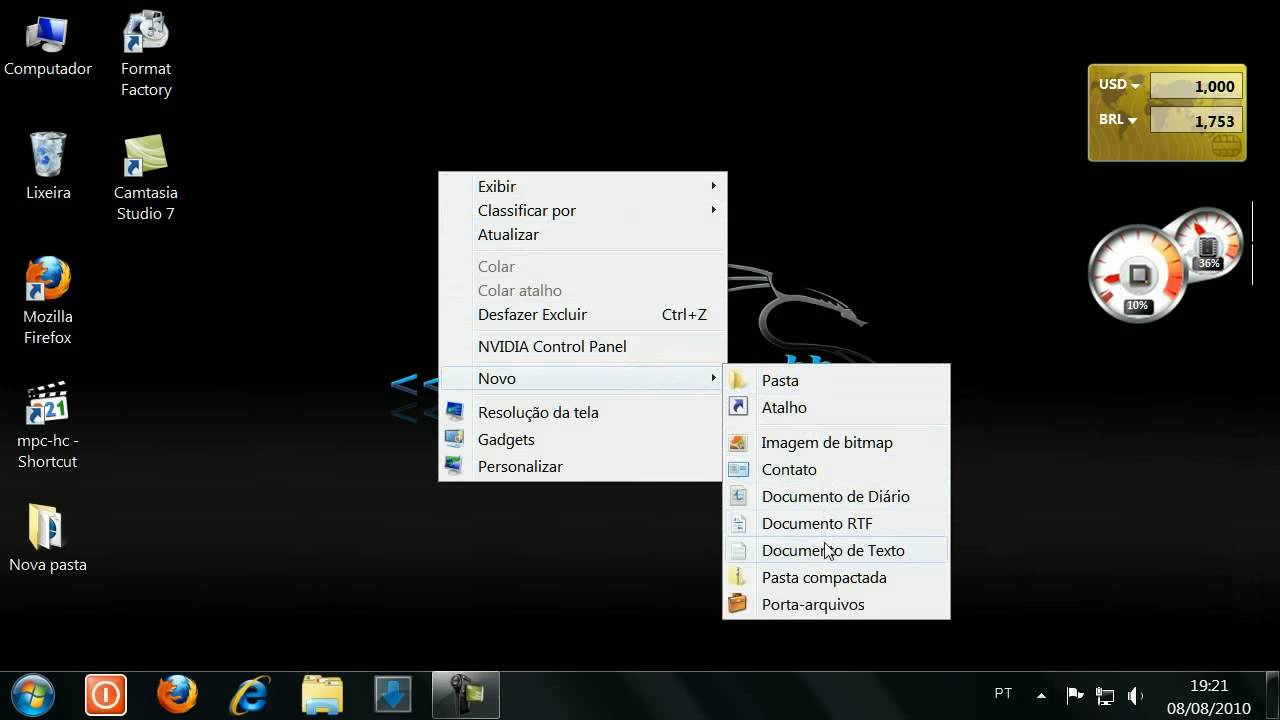 Computador
Format
Factory
Lixeira
Camtasia
Studio 7
Mozilla
Firefox
mpc-hc -
Shortcut
Nova pasta
Exibir
Classificar por
Atualizar
Colar
Colar atalho
Desfazer Excluir Ctrl+Z
NVIDIA Control Panel
Novo
Resolução da tela
Gadgets
Personalizar
Pasta
Atalho
Imagem de bitmap
Contato
Documento de Diário
Documento RTF
Documento de Texto
Pasta compactada
Porta-arquivos
USD 1,000
BRL 1,753
36%
10%
321
PT
19:21
08/08/2010